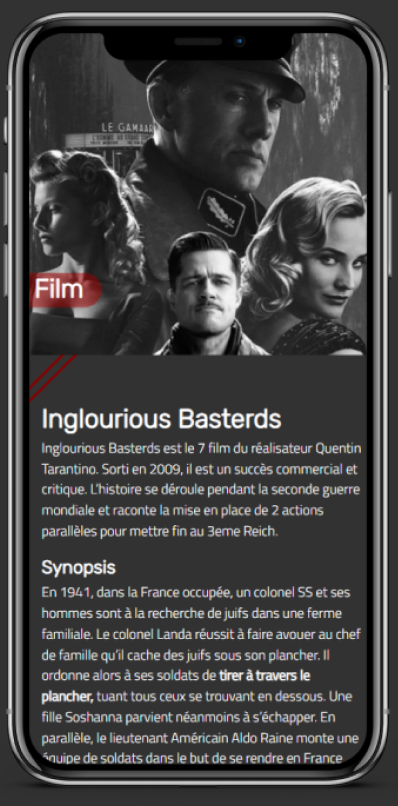 LE GAMAAR
Film
Inglourious Basterds
Inglourious Basterds est le 7 film du réalisateur Quentin
Tarantino. Sorti en 2009, il est un succès commercial et
critique. L'histoire se déroule pendant la seconde guerre
mondiale et raconte la mise en place de 2 actions
parallèles pour mettre fin au 3eme Reich.
Synopsis
En 1941, dans la France occupée, un colonel SS et ses
hommes sont à la recherche de juifs dans une ferme
familiale. Le colonel Landa réussit à faire avouer au chef
de famille qu'il cache des juifs sous son plancher. Il
ordonne alors à ses soldats de tirer à travers le
plancher, tuant tous ceux se trouvant en dessous. Une
fille Soshanna parvient néanmoins à s'échapper. En
parallèle, le lieutenant Américain Aldo Raine monte une
équipe de soldats dans le but de se rendre en France